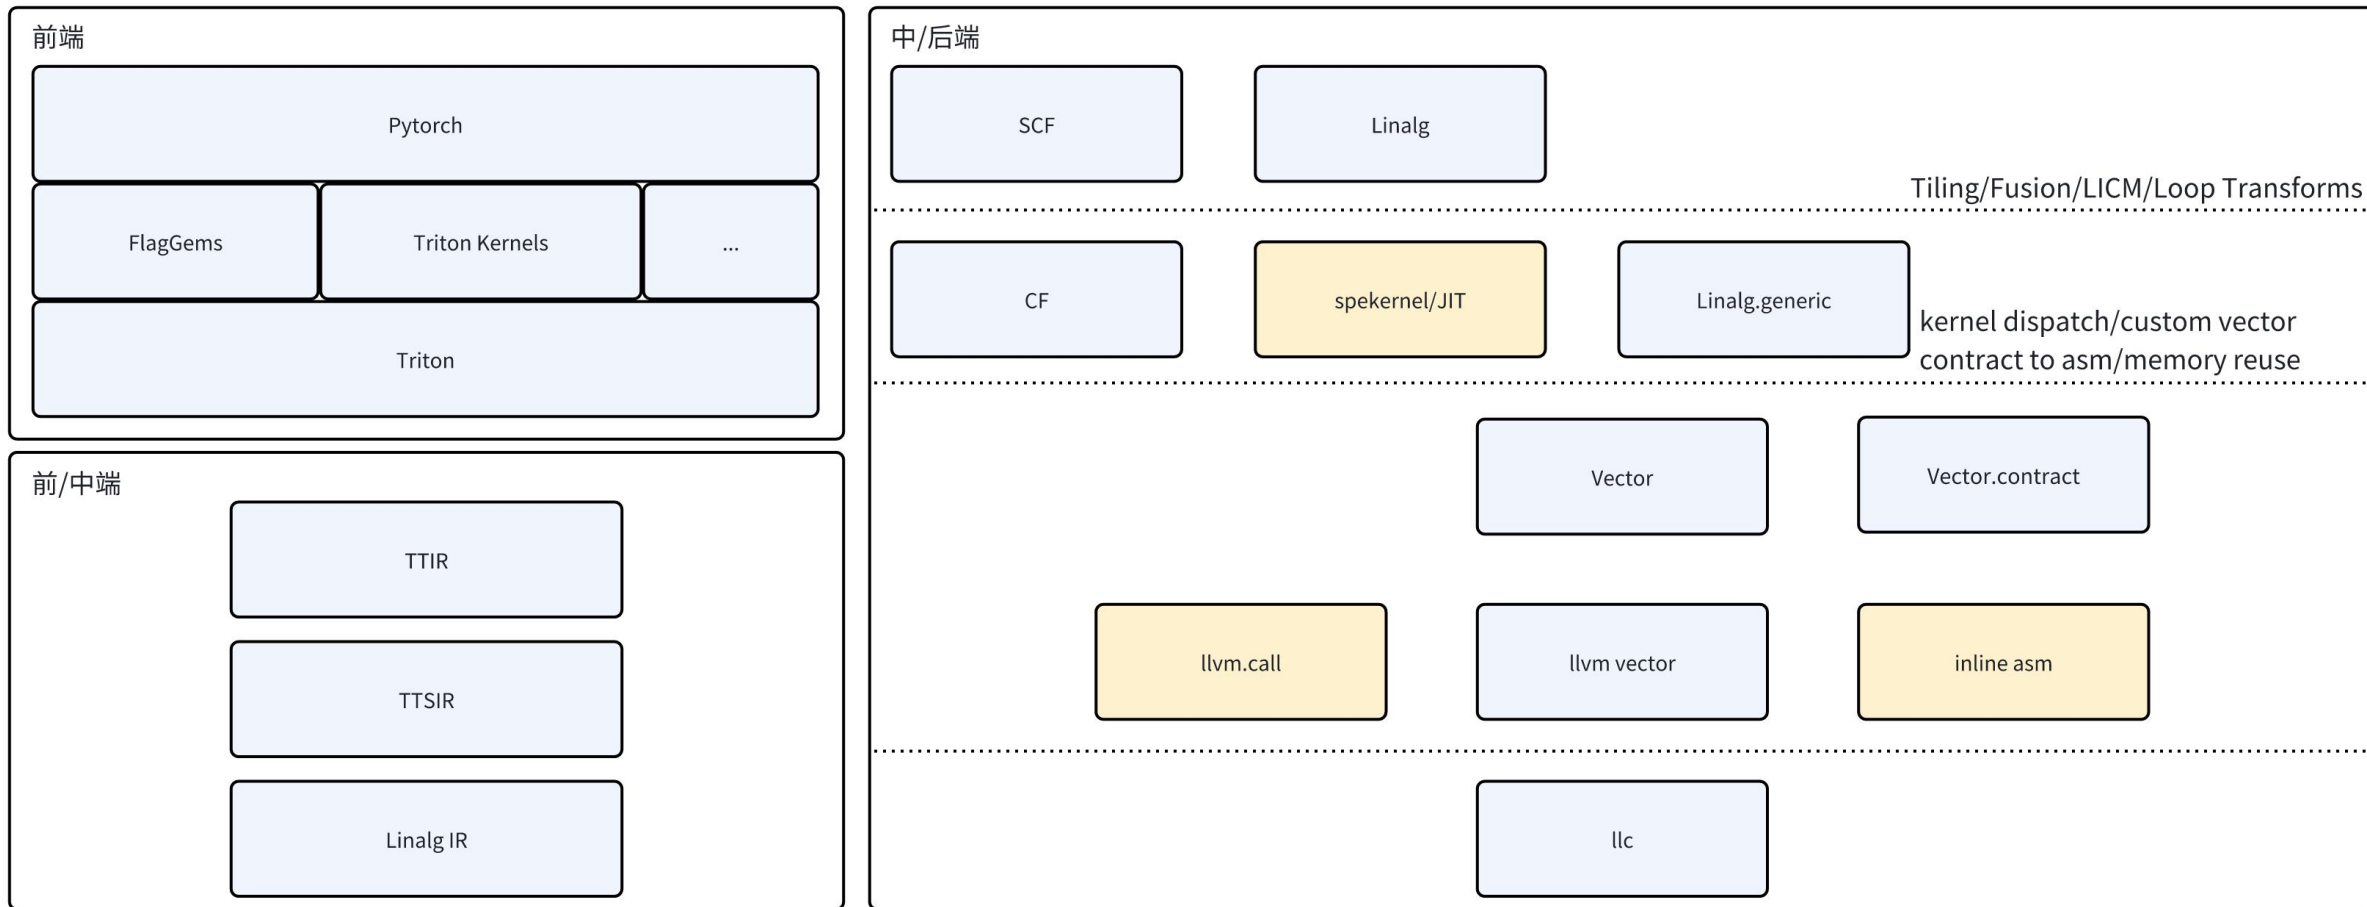 前端
Pytorch
FlagGems
Triton Kernels
...
Triton
前/中端
TTIR
TTSIR
Linalg IR
中/后端
SCF
Linalg
Tiling/Fusion/LICM/Loop Transforms
CF
spekernel/JIT
Linalg.generic
kernel dispatch/custom vector
contract to asm/memory reuse
Vector
Vector.contract
llvm.call
llvm vector
inline asm
llc